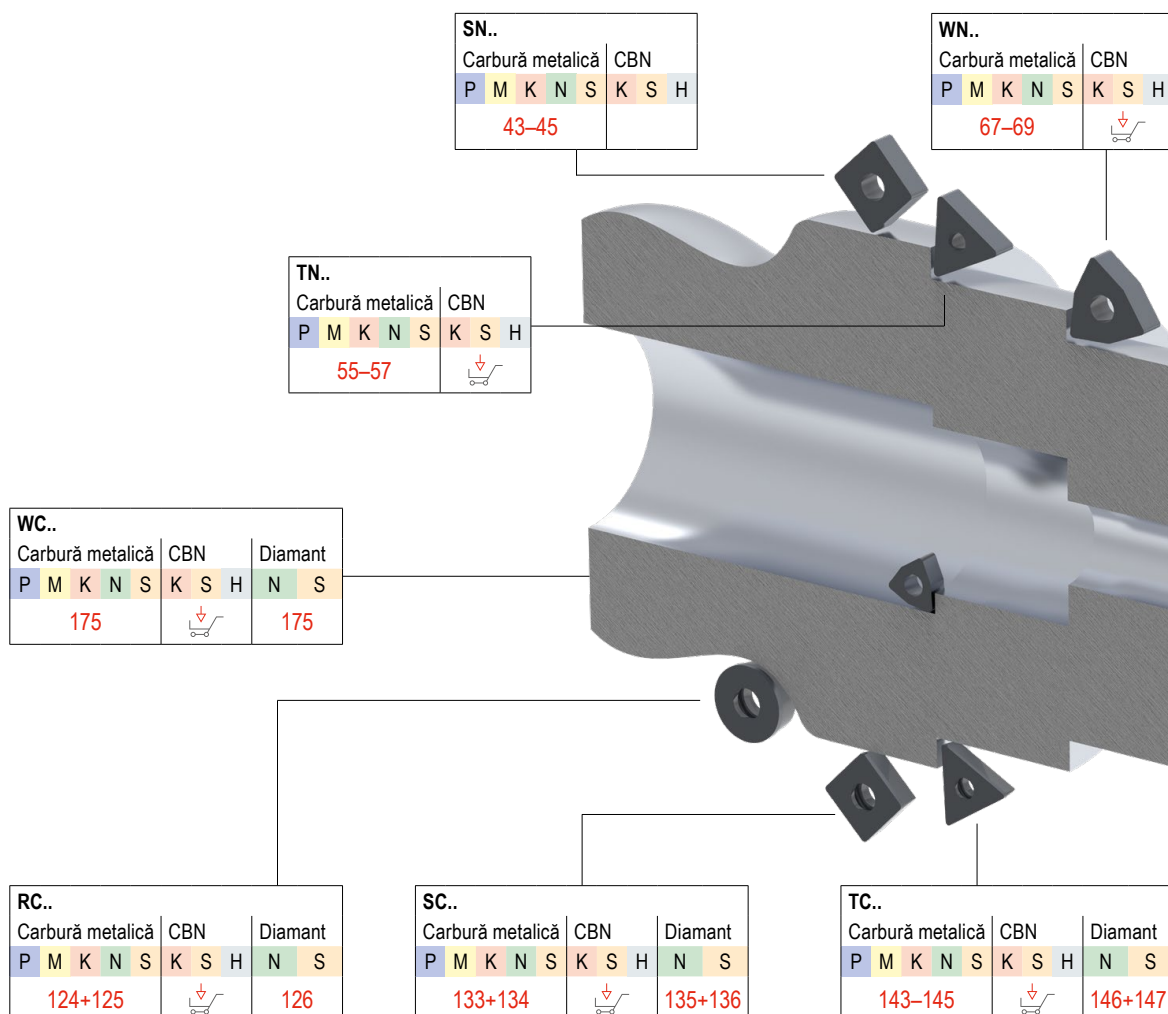 SN..
Carbură metalică CBN
P M K N S K S H
43–45
WN..
Carbură metalică CBN
P M K N S K S H
67–69
TN..
Carbură metalică CBN
P M K N S K S H
55–57
WC..
Carbură metalică CBN Diamant
P M K N S K S H N S
175 175
RC..
Carbură metalică CBN Diamant
P M K N S K S H N S
124+125 126
SC..
Carbură metalică CBN Diamant
P M K N S K S H N S
133+134 135+136
TC..
Carbură metalică CBN Diamant
P M K N S K S H N S
143–145 146+147